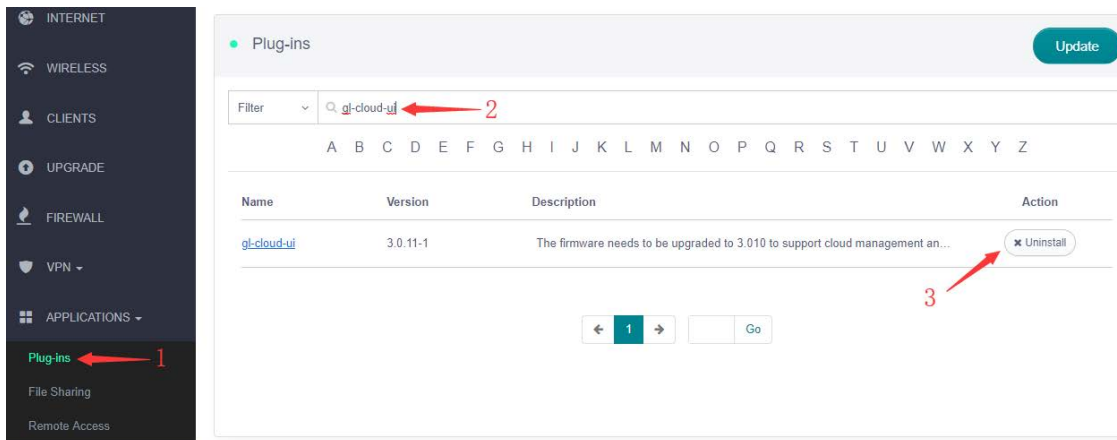 INTERNET
WIRELESS
CLIENTS
UPGRADE
FIREWALL
VPN
APPLICATIONS
Plug-ins
1
File Sharing
Remote Access
Plug-ins
Update
Filter
gl-cloud-ui
2
A B C D E F G H I J K L M N O P Q R S T U V W X Y Z
Name Version Description Action
gl-cloud-ui 3.0.11-1 The firmware needs to be upgraded to 3.010 to support cloud management an... Uninstall
3
1 Go